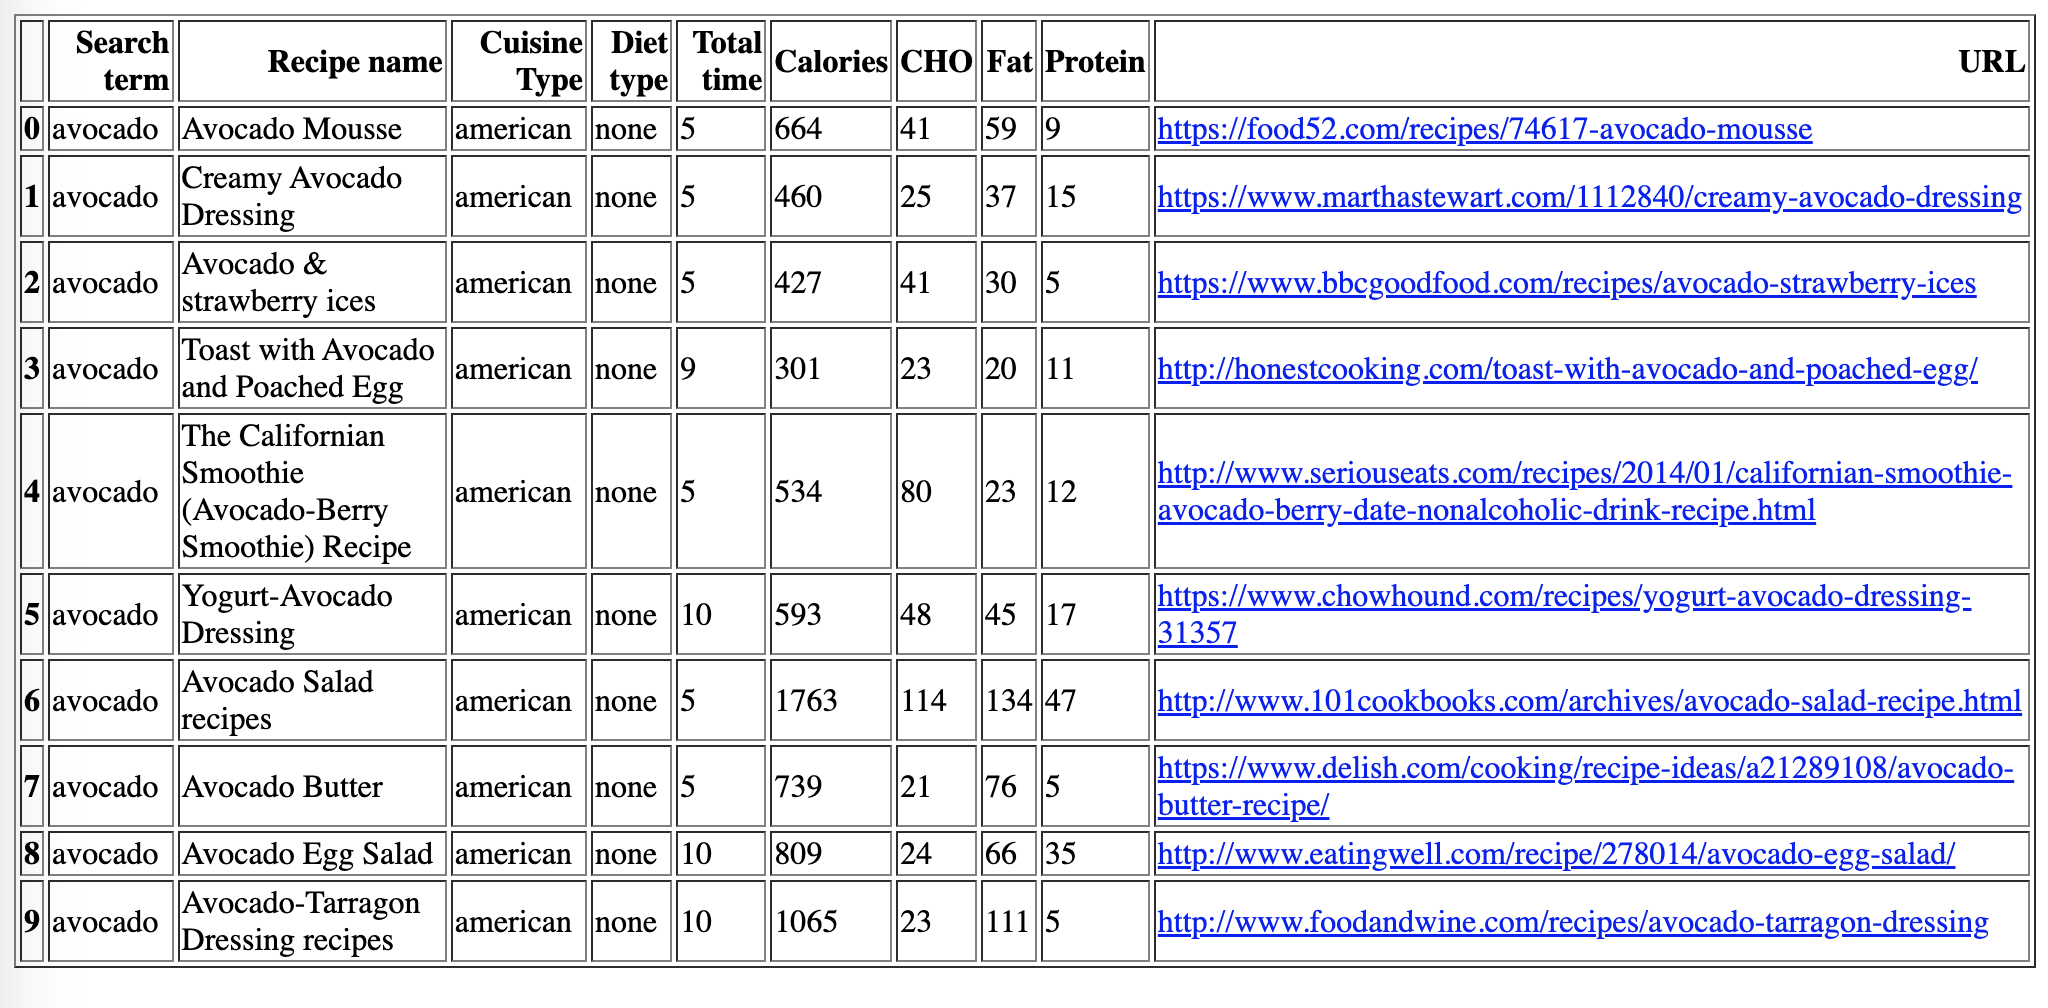 Search term Recipe name Cuisine Type Diet type Total time Calories CHO Fat Protein URL
0 avocado Avocado Mousse american none 5 664 41 59 9 https://food52.com/recipes/74617-avocado-mousse
1 avocado Creamy Avocado Dressing american none 5 460 25 37 15 https://www.marthastewart.com/1112840/creamy-avocado-dressing
2 avocado Avocado & strawberry ices american none 5 427 41 30 5 https://www.bbcgoodfood.com/recipes/avocado-strawberry-ices
3 avocado Toast with Avocado and Poached Egg american none 9 301 23 20 11 http://honestcooking.com/toast-with-avocado-and-poached-egg/
4 avocado The Californian Smoothie (Avocado-Berry Smoothie) Recipe american none 5 534 80 23 12 http://www.seriouseats.com/recipes/2014/01/californian-smoothie-avocado-berry-date-nonalcoholic-drink-recipe.html
5 avocado Yogurt-Avocado Dressing american none 10 593 48 45 17 https://www.chowhound.com/recipes/yogurt-avocado-dressing-31357
6 avocado Avocado Salad recipes american none 5 1763 114 134 47 http://www.101cookbooks.com/archives/avocado-salad-recipe.html
7 avocado Avocado Butter american none 5 739 21 76 5 https://www.delish.com/cooking/recipe-ideas/a21289108/avocado-butter-recipe/
8 avocado Avocado Egg Salad american none 10 809 24 66 35 http://www.eatingwell.com/recipe/278014/avocado-egg-salad/
9 avocado Avocado-Tarragon Dressing recipes american none 10 1065 23 111 5 http://www.foodandwine.com/recipes/avocado-tarragon-dressing